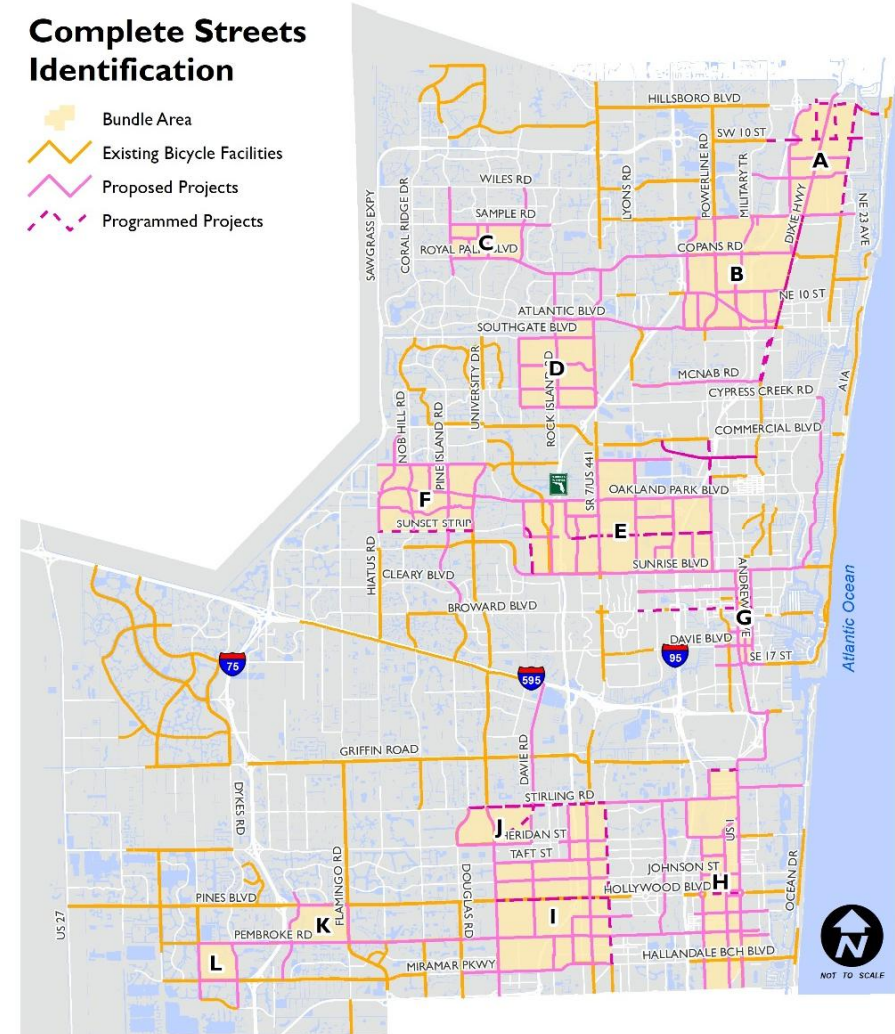 Complete Streets
Identification
Bundle Area
Existing Bicycle Facilities
Proposed Projects
Programmed Projects
HILLSBORO BLVD
SW 10 ST
A
WILES RD
SAMPLE RD
C
ROYAL PALM BLVD
SAWGRASS EXPY
CORAL RIDGE DR
LYONS RD
POWERLINE RD
MILITARY TR
DIXIE HWY
NE 23 AVE
COPANS RD
B
NE 10 ST
ATLANTIC BLVD
SOUTHGATE BLVD
D
MCNAB RD
CYPRESS CREEK RD
A1A
UNIVERSITY DR
ROCK ISLAND RD
NOB HILL RD
PINE ISLAND RD
COMMERCIAL BLVD
SR 7/US 441
OAKLAND PARK BLVD
F
SUNSET STRIP
E
SUNRISE BLVD
HIATUS RD
CLEARY BLVD
BROWARD BLVD
ANDREWS AVE
G
DAVIE BLVD
SE 17 ST
Atlantic Ocean
75
595
95
GRIFFIN ROAD
DAVIE RD
DYKES RD
STIRLING RD
J
SHERIDAN ST
TAFT ST
US 1
JOHNSON ST
HOLLYWOOD BLVD
H
OCEAN DR
FLAMINGO RD
DOUGLAS RD
PINES BLVD
K
I
PEMBROKE RD
US 27
L
MIRAMAR PKWY
HALLANDALE BCH BLVD
N
NOT TO SCALE